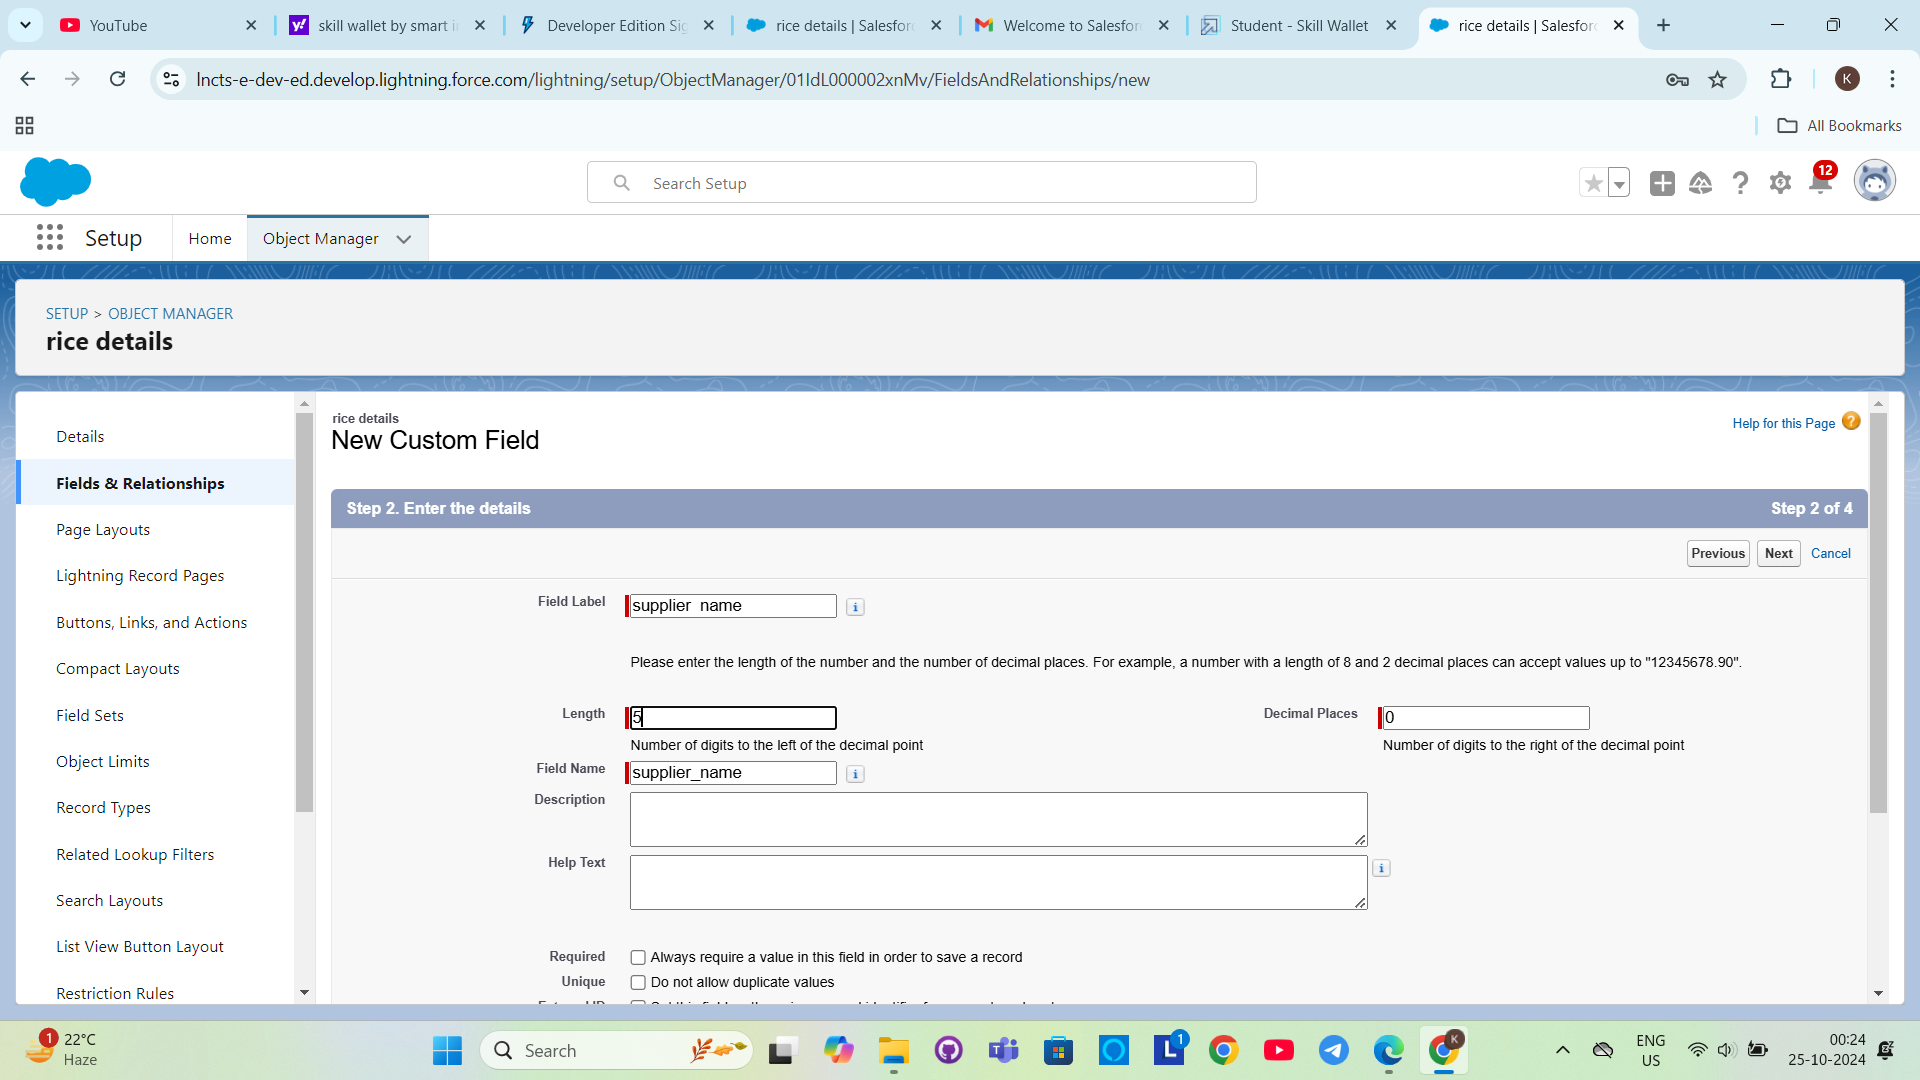 YouTube
skill wallet by smart in
Developer Edition Sig
rice details | Salesforc
Welcome to Salesforc
Student - Skill Wallet
rice details | Salesforc
lncts-e-dev-ed.develop.lightning.force.com/lightning/setup/ObjectManager/01IdL000002xnMv/FieldsAndRelationships/new
K
All Bookmarks
Search Setup
12
Setup
Home
Object Manager
SETUP > OBJECT MANAGER
rice details
Details
Fields & Relationships
Page Layouts
Lightning Record Pages
Buttons, Links, and Actions
Compact Layouts
Field Sets
Object Limits
Record Types
Related Lookup Filters
Search Layouts
List View Button Layout
Restriction Rules
rice details
New Custom Field
Help for this Page
Step 2. Enter the details
Step 2 of 4
Previous
Next
Cancel
Field Label
supplier name
Please enter the length of the number and the number of decimal places. For example, a number with a length of 8 and 2 decimal places can accept values up to "12345678.90".
Length
5
Number of digits to the left of the decimal point
Decimal Places
0
Number of digits to the right of the decimal point
Field Name
supplier_name
Description
Help Text
Required
Always require a value in this field in order to save a record
Unique
Do not allow duplicate values
1
22°C
Haze
Search
1
K
ENG
US
00:24
25-10-2024